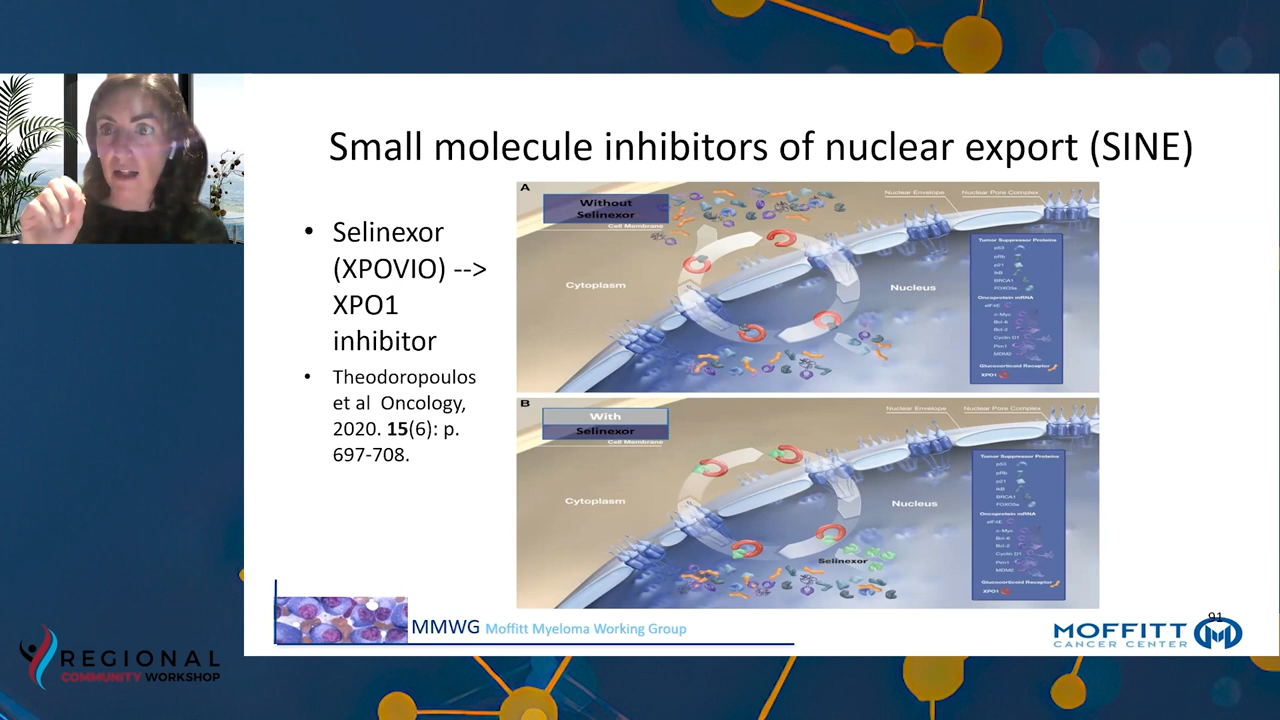 Small molecule inhibitors of nuclear export (SINE)
• Selinexor
(XPOVIO) -->
XPO1
inhibitor
• Theodoropoulos
et al Oncology,
2020. 15(6): p.
697-708.
A
Without
Selinexor
Cell Membrane
Nuclear Envelope
Nuclear Pore Complex
Cytoplasm
Nucleus
Tumor Suppressor Proteins
p53
pRb
p21
IkB
BRCA1
FOXO3a
Oncoprotein mRNA
eIF4E
c-Myc
Bcl-6
Bcl-2
Cyclin D1
Pim1
MDM2
Glucocorticoid Receptor
XPO1
B
With
Selinexor
Cell Membrane
Nuclear Envelope
Nuclear Pore Complex
Cytoplasm
Nucleus
Selinexor
Tumor Suppressor Proteins
p53
pRb
p21
IkB
BRCA1
FOXO3a
Oncoprotein mRNA
eIF4E
c-Myc
Bcl-6
Bcl-2
Cyclin D1
Pim1
MDM2
Glucocorticoid Receptor
XPO1
MMWG Moffitt Myeloma Working Group
91
MOFFITT
CANCER CENTER
REGIONAL
COMMUNITY WORKSHOP